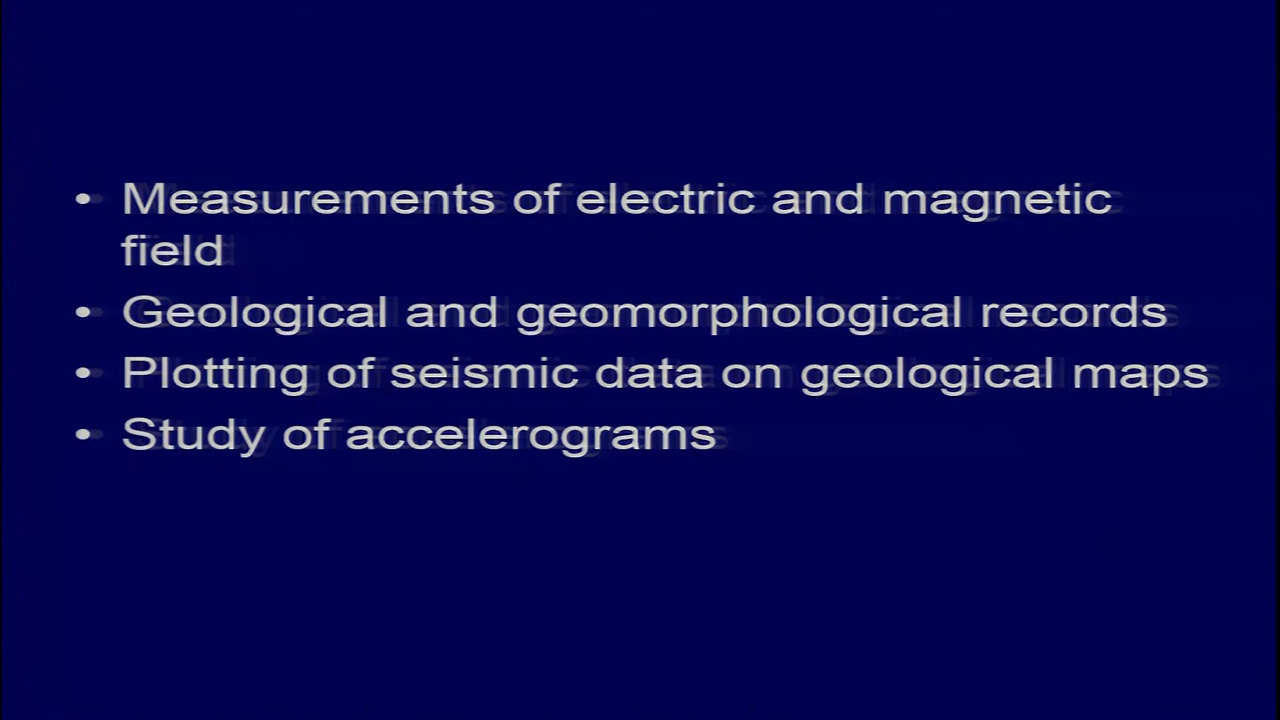 • Measurements of electric and magnetic
field
• Geological and geomorphological records
• Plotting of seismic data on geological maps
• Study of accelerograms